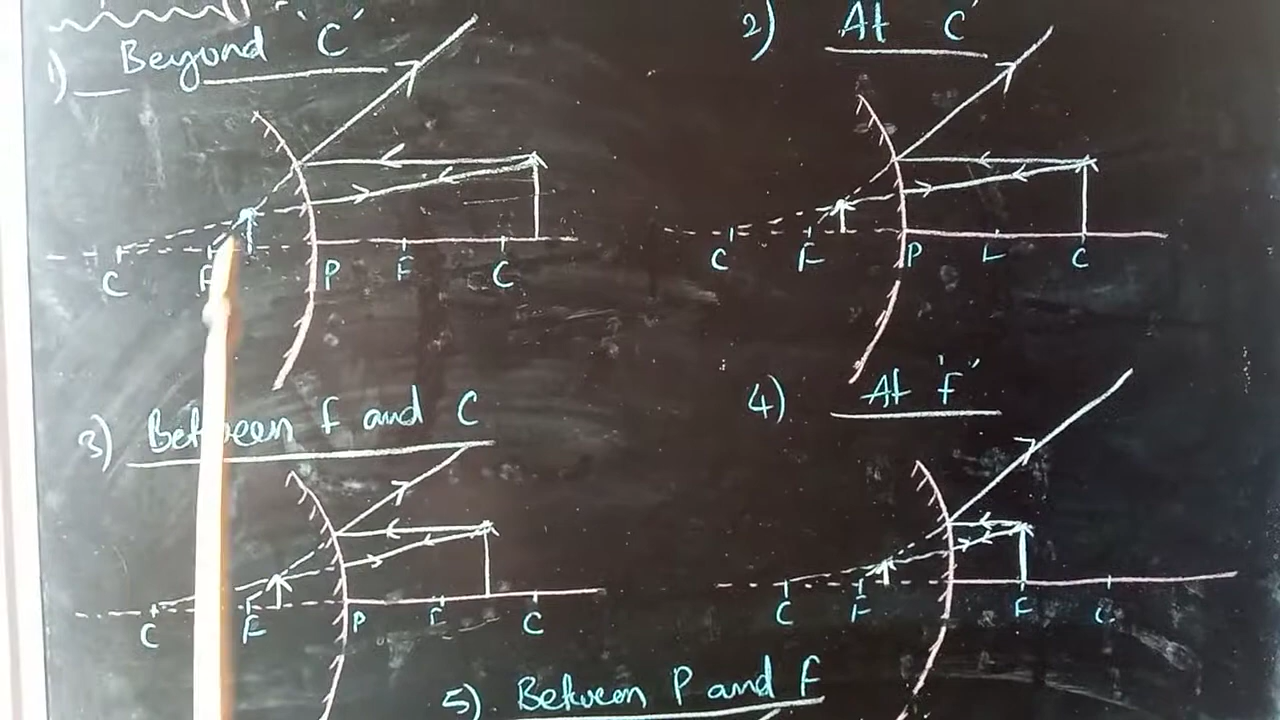 1) Beyond 'C'
C F P F C
2) At 'C'
C F P F C
3) Between F and C
C F P F C
4) At 'F'
C F F C
5) Between P and F